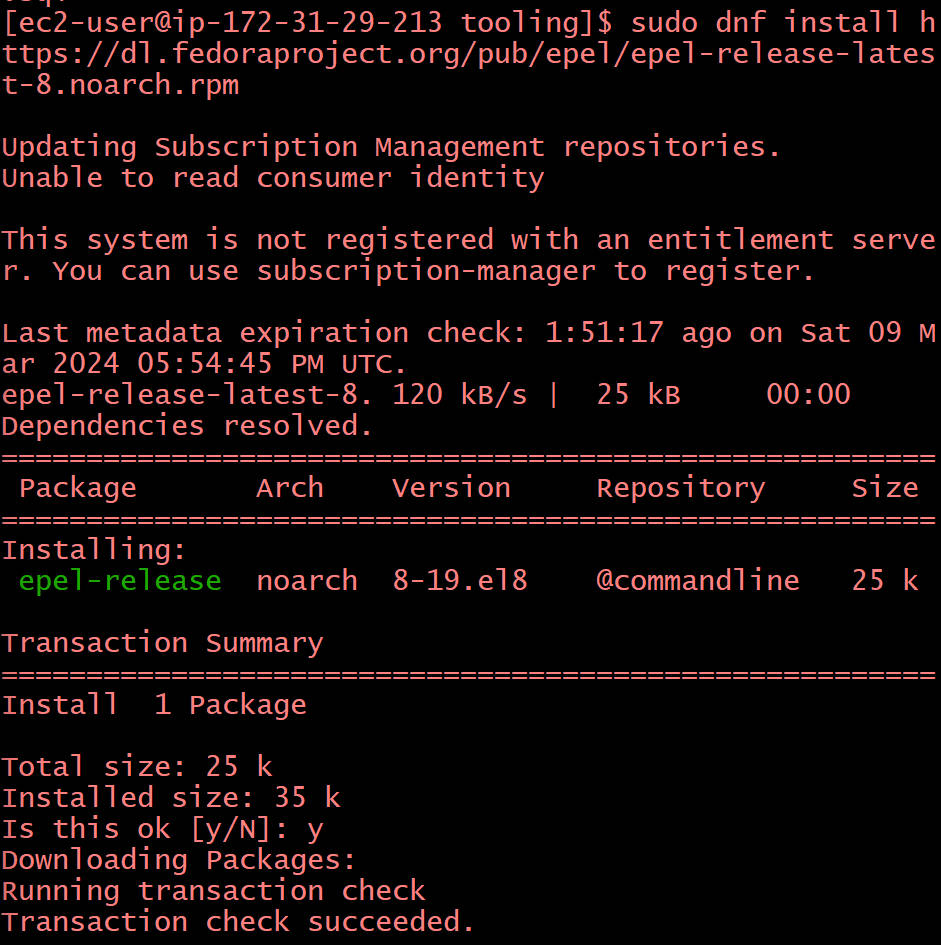 [ec2-user@ip-172-31-29-213 tooling]$ sudo dnf install h
ttps://dl.fedoraproject.org/pub/epel/epel-release-lates
t-8.noarch.rpm
Updating Subscription Management repositories.
Unable to read consumer identity
This system is not registered with an entitlement serve
r. You can use subscription-manager to register.
Last metadata expiration check: 1:51:17 ago on Sat 09 M
ar 2024 05:54:45 PM UTC.
epel-release-latest-8. 120 kB/s |  25 kB     00:00
Dependencies resolved.
=======================================================
 Package       Arch    Version     Repository     Size
=======================================================
Installing:
 epel-release  noarch  8-19.el8    @commandline   25 k
Transaction Summary
=======================================================
Install  1 Package
Total size: 25 k
Installed size: 35 k
Is this ok [y/N]: y
Downloading Packages:
Running transaction check
Transaction check succeeded.